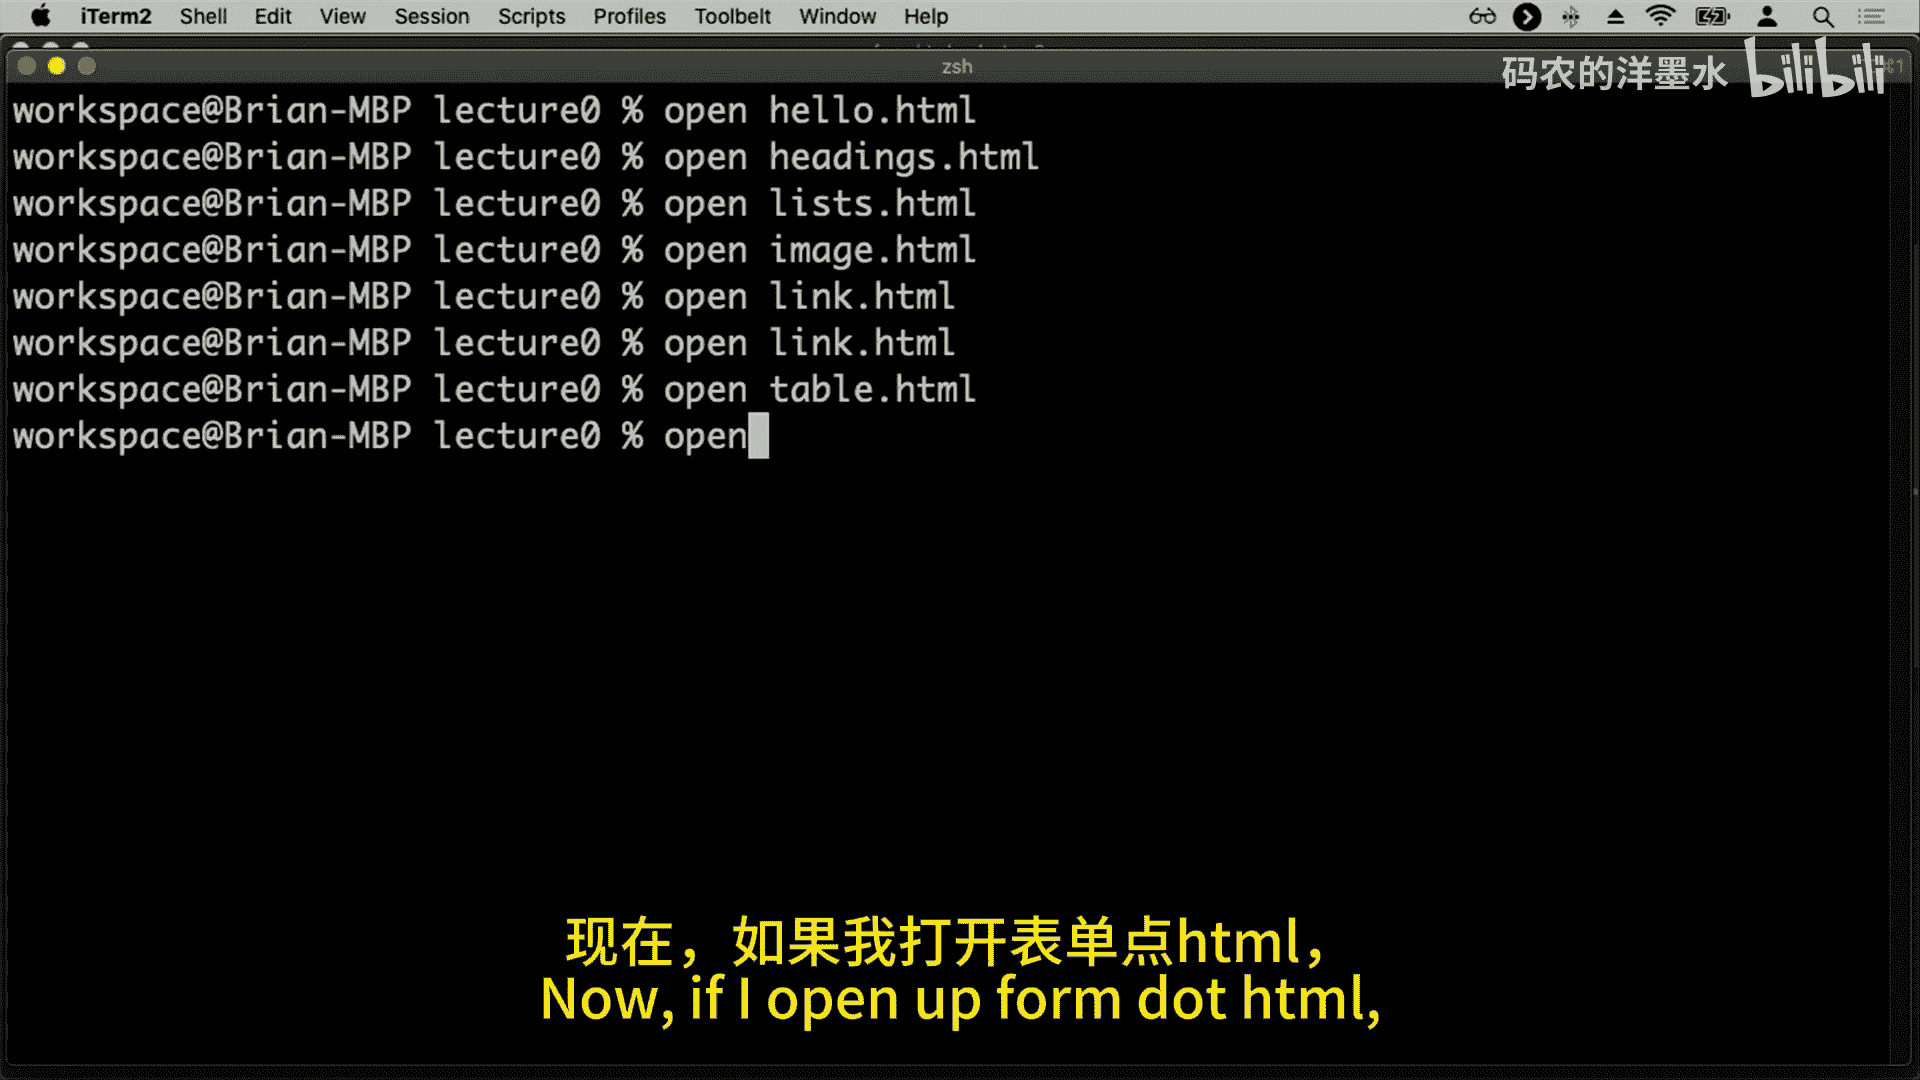 iTerm2 Shell Edit View Session Scripts Profiles Toolbelt Window Help
zsh
码农的洋墨水 bilibili
workspace@Brian-MBP lecture0 % open hello.html
workspace@Brian-MBP lecture0 % open headings.html
workspace@Brian-MBP lecture0 % open lists.html
workspace@Brian-MBP lecture0 % open image.html
workspace@Brian-MBP lecture0 % open link.html
workspace@Brian-MBP lecture0 % open link.html
workspace@Brian-MBP lecture0 % open table.html
workspace@Brian-MBP lecture0 % open
现在，如果我打开表单点html，
Now, if I open up form dot html,